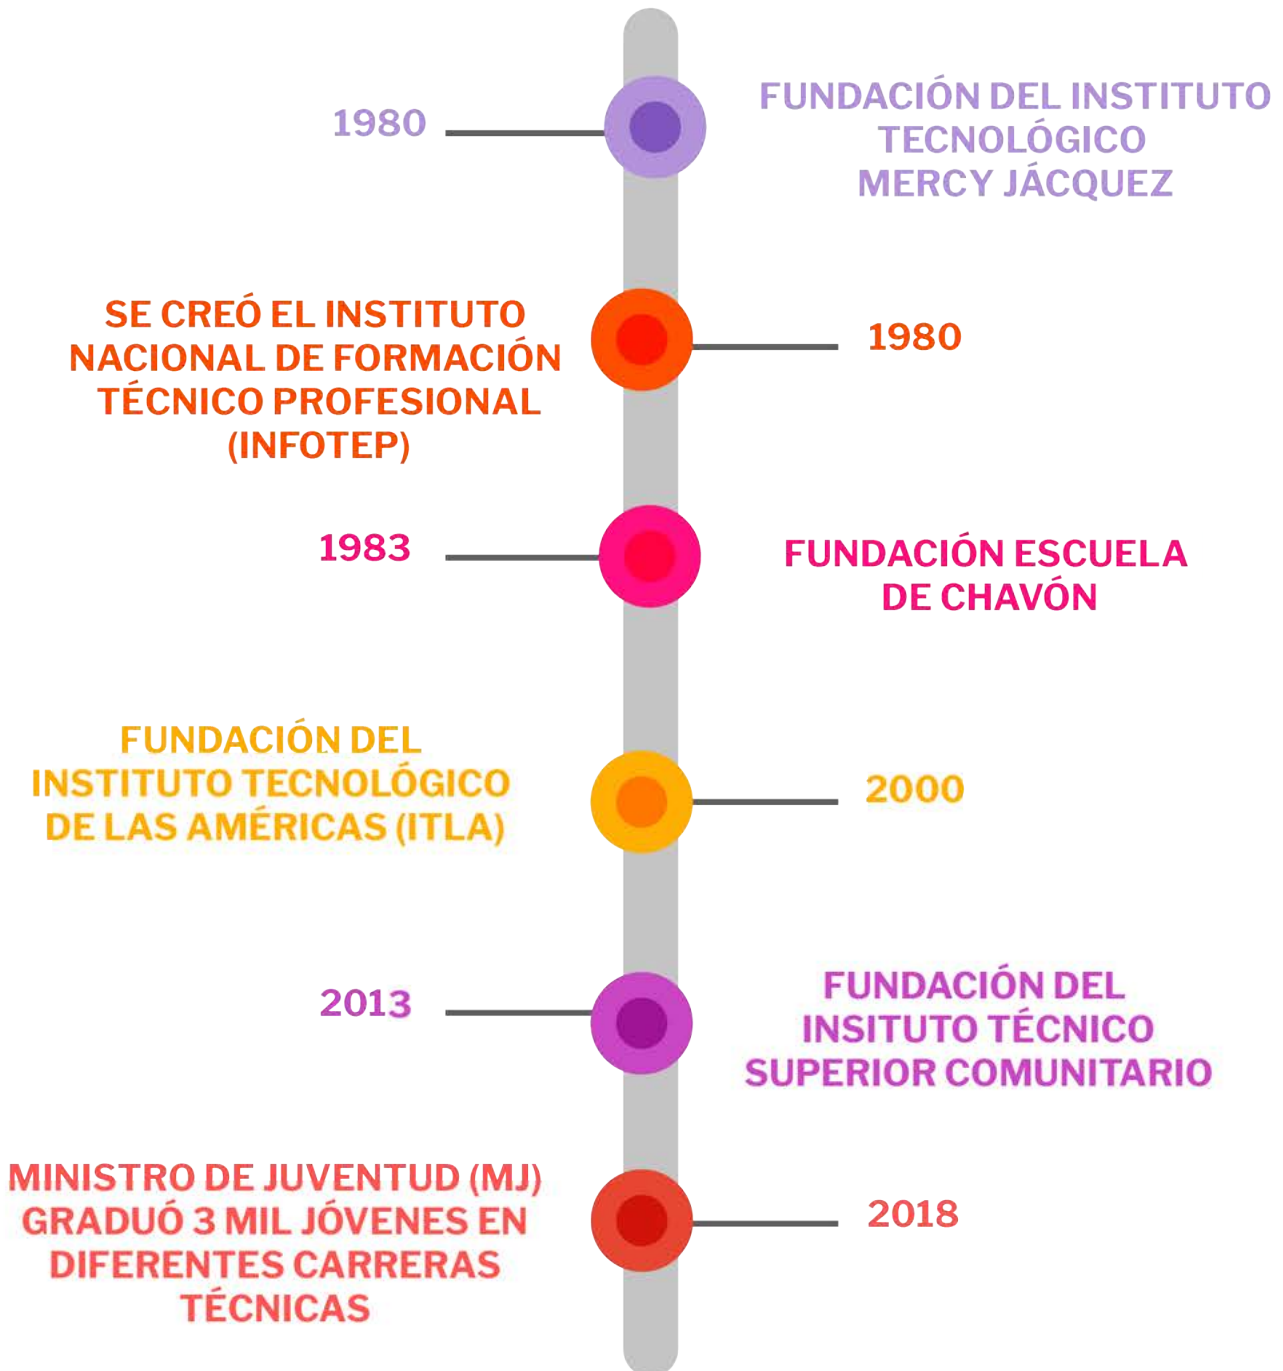 1980
FUNDACIÓN DEL INSTITUTO
TECNOLÓGICO
MERCY JÁCQUEZ
SE CREÓ EL INSTITUTO
NACIONAL DE FORMACIÓN
TÉCNICO PROFESIONAL
(INFOTEP)
1980
1983
FUNDACIÓN ESCUELA
DE CHAVÓN
FUNDACIÓN DEL
INSTITUTO TECNOLÓGICO
DE LAS AMÉRICAS (ITLA)
2000
2013
FUNDACIÓN DEL
INSITUTO TÉCNICO
SUPERIOR COMUNITARIO
MINISTRO DE JUVENTUD (MJ)
GRADUÓ 3 MIL JÓVENES EN
DIFERENTES CARRERAS
TÉCNICAS
2018